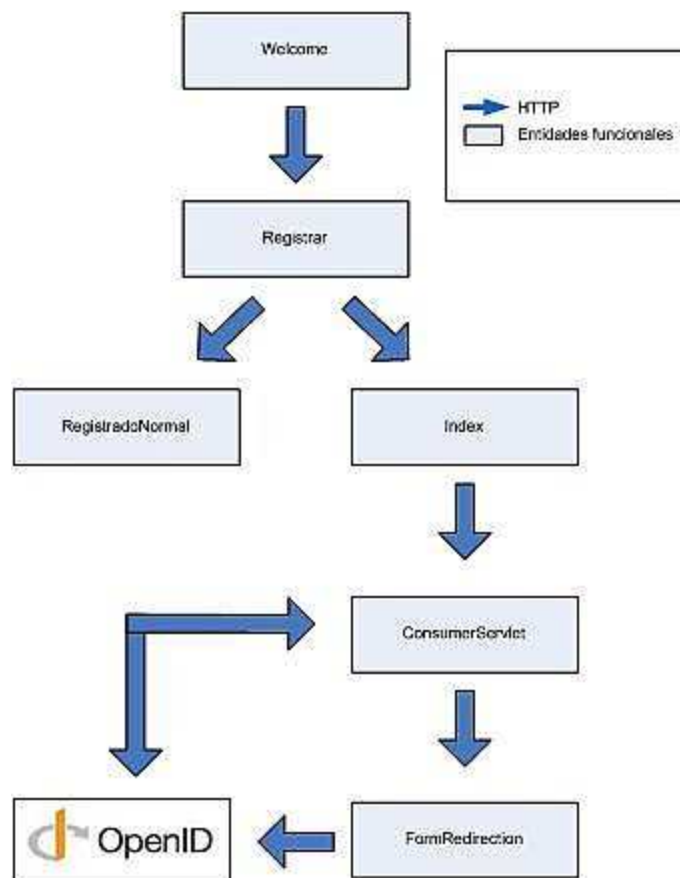 Welcome
HTTP
Entidades funcionales
Registrar
RegistradoNormal
Index
ConsumerServlet
OpenID
FormRedirection